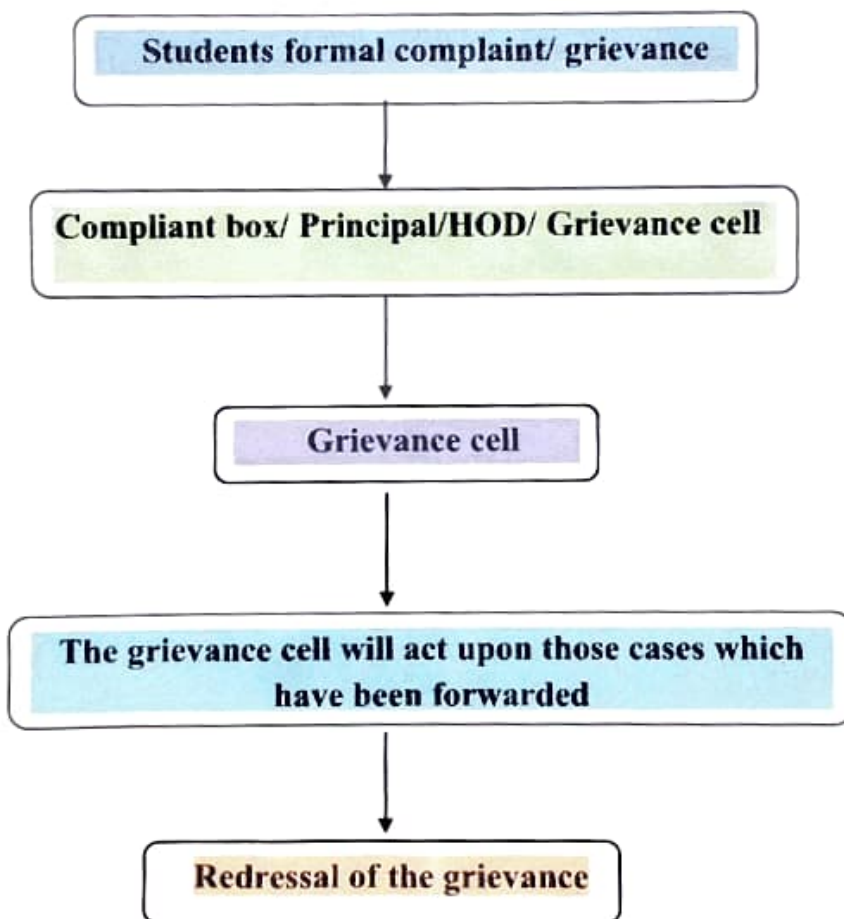 Students formal complaint/ grievance
Compliant box/ Principal/HOD/ Grievance cell
Grievance cell
The grievance cell will act upon those cases which
have been forwarded
Redressal of the grievance